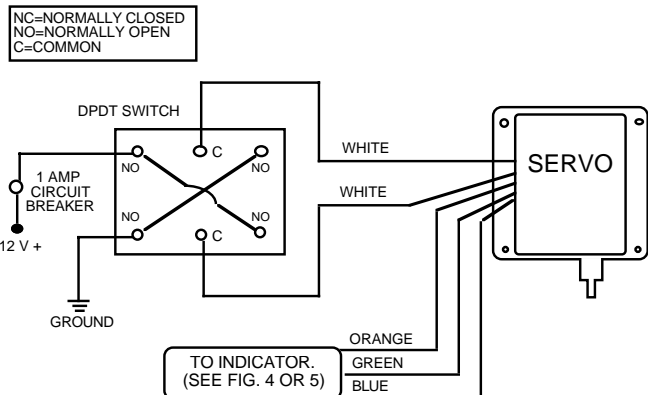 NC=NORMALLY CLOSED
NO=NORMALLY OPEN
C=COMMON
DPDT SWITCH
C
NO
NO
WHITE
SERVO
1 AMP
CIRCUIT
BREAKER
NO
NO
WHITE
C
12 V +
GROUND
ORANGE
TO INDICATOR.
(SEE FIG. 4 OR 5)
GREEN
BLUE